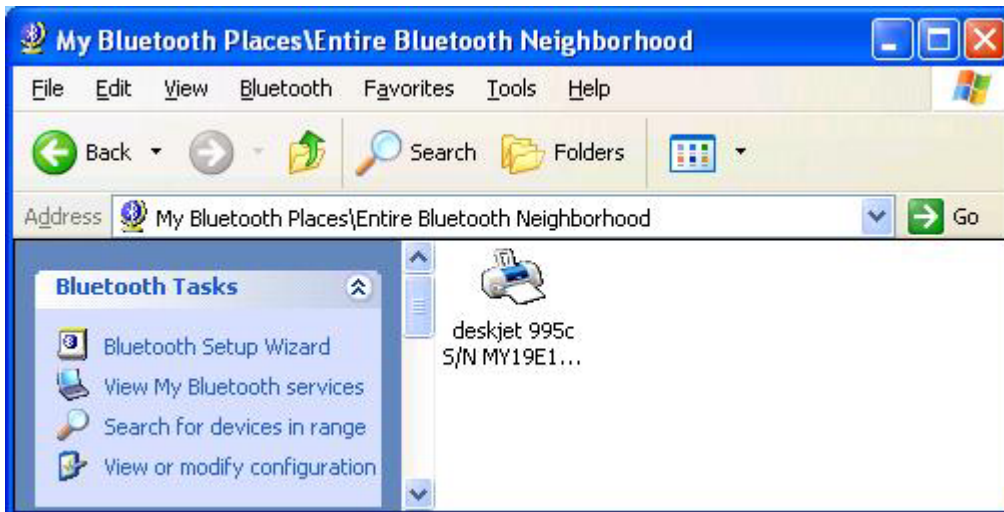 My Bluetooth Places\Entire Bluetooth Neighborhood
File Edit View Bluetooth Favorites Tools Help
Back Search Folders
Address My Bluetooth Places\Entire Bluetooth Neighborhood Go
Bluetooth Tasks
Bluetooth Setup Wizard
View My Bluetooth services
Search for devices in range
View or modify configuration
deskjet 995c
S/N MY19E1...